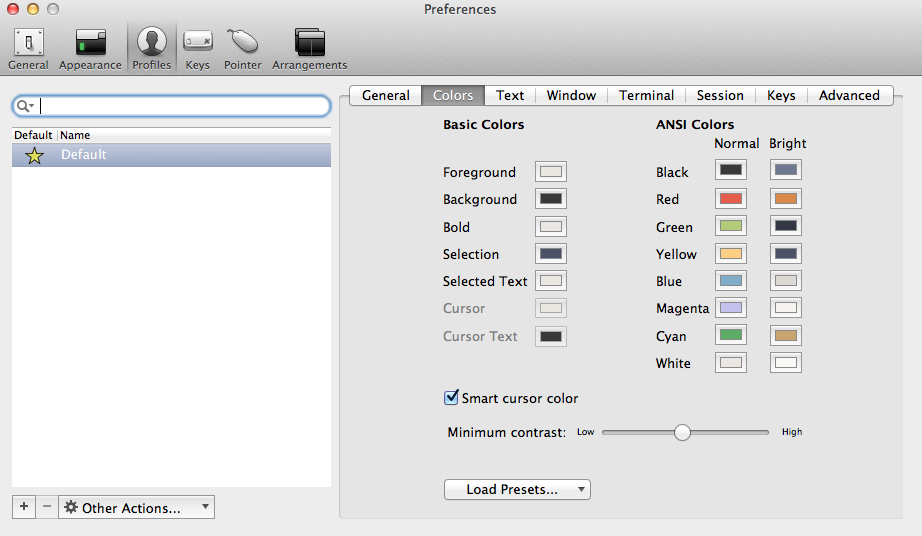 Preferences
General Appearance Profiles Keys Pointer Arrangements
General Colors Text Window Terminal Session Keys Advanced
Default Name
Default
Basic Colors
Foreground
Background
Bold
Selection
Selected Text
Cursor
Cursor Text
ANSI Colors
Normal Bright
Black
Red
Green
Yellow
Blue
Magenta
Cyan
White
Smart cursor color
Minimum contrast: Low High
Load Presets...
+ − Other Actions...